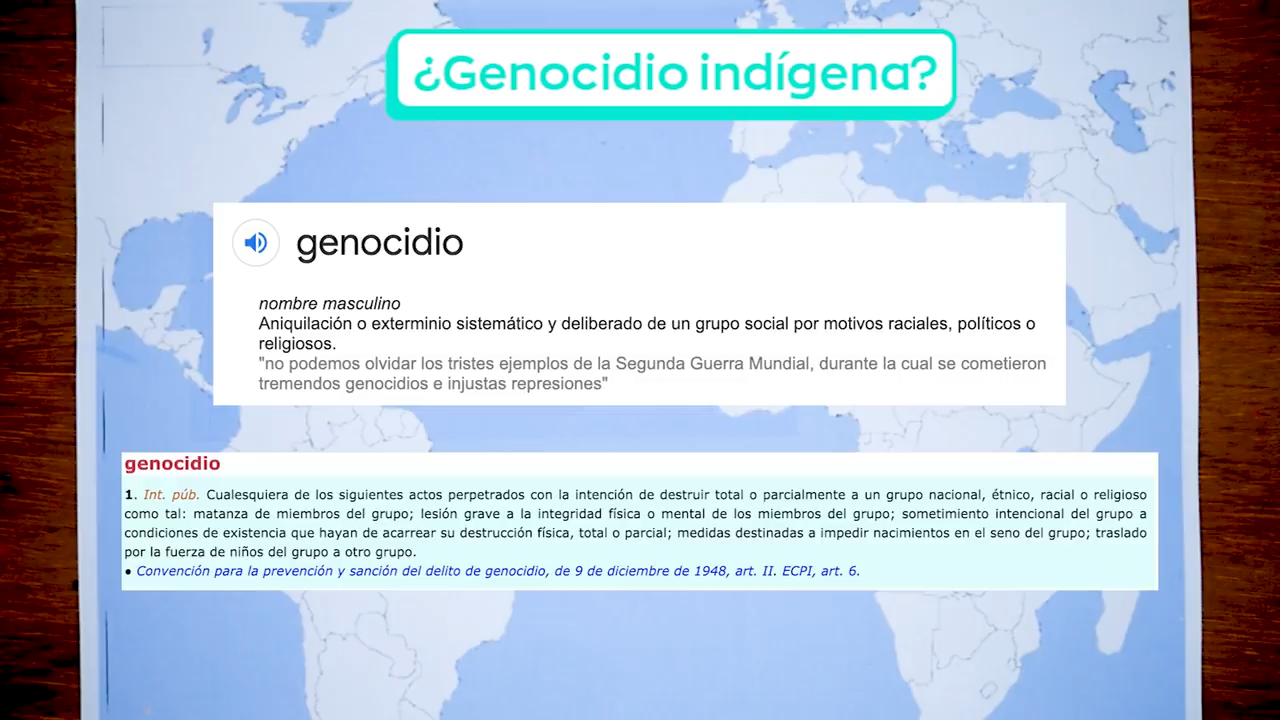 ¿Genocidio indígena?
genocidio
nombre masculino
Aniquilación o exterminio sistemático y deliberado de un grupo social por motivos raciales, políticos o
religiosos.
"no podemos olvidar los tristes ejemplos de la Segunda Guerra Mundial, durante la cual se cometieron
tremendos genocidios e injustas represiones"
genocidio
1. Int. púb. Cualesquiera de los siguientes actos perpetrados con la intención de destruir total o parcialmente a un grupo nacional, étnico, racial o religioso
como tal: matanza de miembros del grupo; lesión grave a la integridad física o mental de los miembros del grupo; sometimiento intencional del grupo a
condiciones de existencia que hayan de acarrear su destrucción física, total o parcial; medidas destinadas a impedir nacimientos en el seno del grupo; traslado
por la fuerza de niños del grupo a otro grupo.
● Convención para la prevención y sanción del delito de genocidio, de 9 de diciembre de 1948, art. II. ECPI, art. 6.